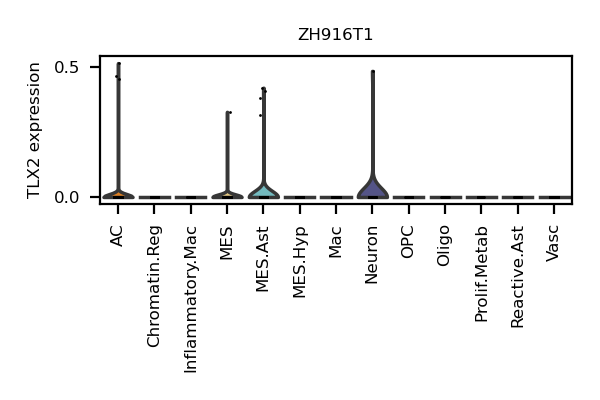 ZH916T1
TLX2 expression
0.5
0.0
AC
Chromatin.Reg
Inflammatory.Mac
MES
MES.Ast
MES.Hyp
Mac
Neuron
OPC
Oligo
Prolif.Metab
Reactive.Ast
Vasc